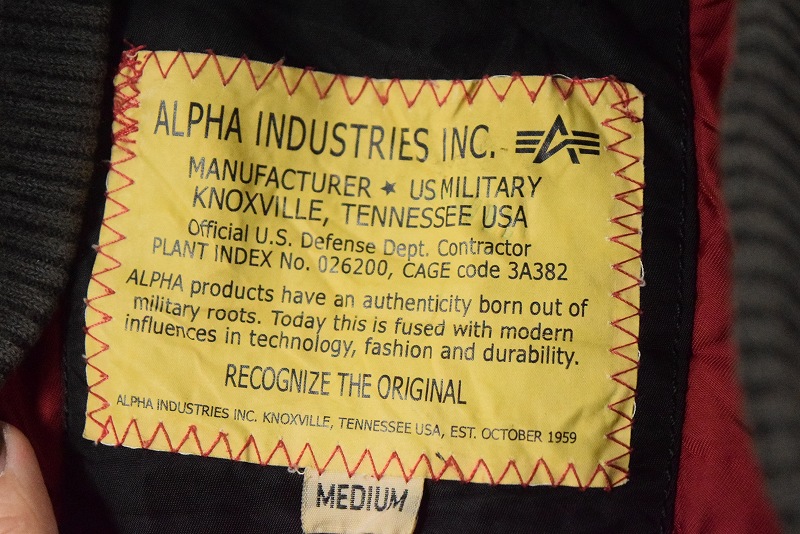 ALPHA INDUSTRIES INC.
MANUFACTURER ★ US MILITARY
KNOXVILLE, TENNESSEE USA
Official U.S. Defense Dept. Contractor
PLANT INDEX No. 026200, CAGE code 3A382
ALPHA products have an authenticity born out of
military roots. Today this is fused with modern
influences in technology, fashion and durability.
RECOGNIZE THE ORIGINAL
ALPHA INDUSTRIES INC. KNOXVILLE, TENNESSEE USA, EST. OCTOBER 1959
MEDIUM